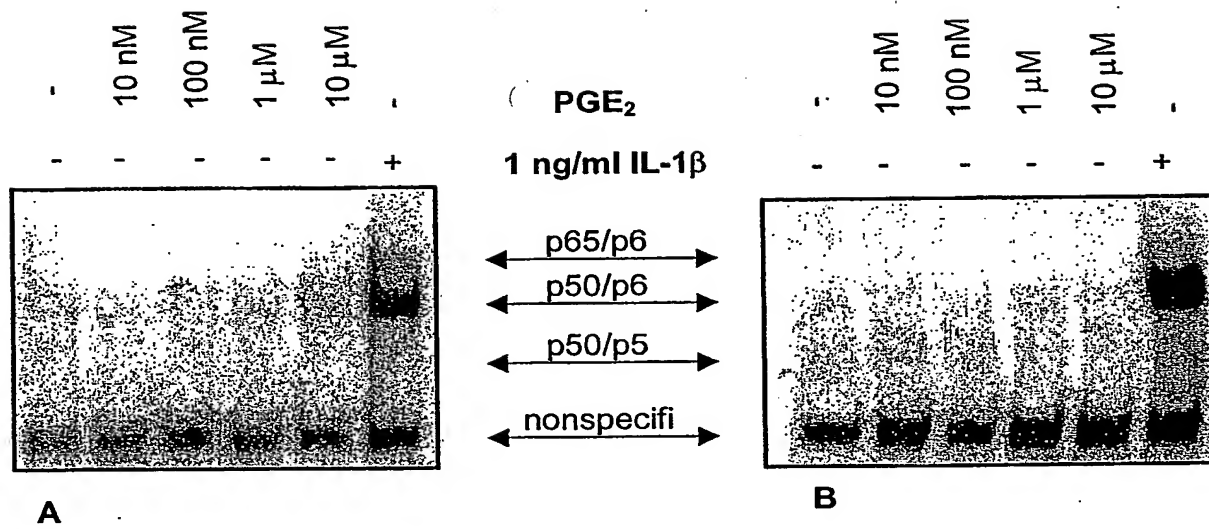 - 10 nM 100 nM 1 µM 10 µM - PGE₂ - 10 nM 100 nM 1 µM 10 µM -
- - - - - + 1 ng/ml IL-1β - - - - - +
p65/p6
p50/p6
p50/p5
nonspecifi
A B